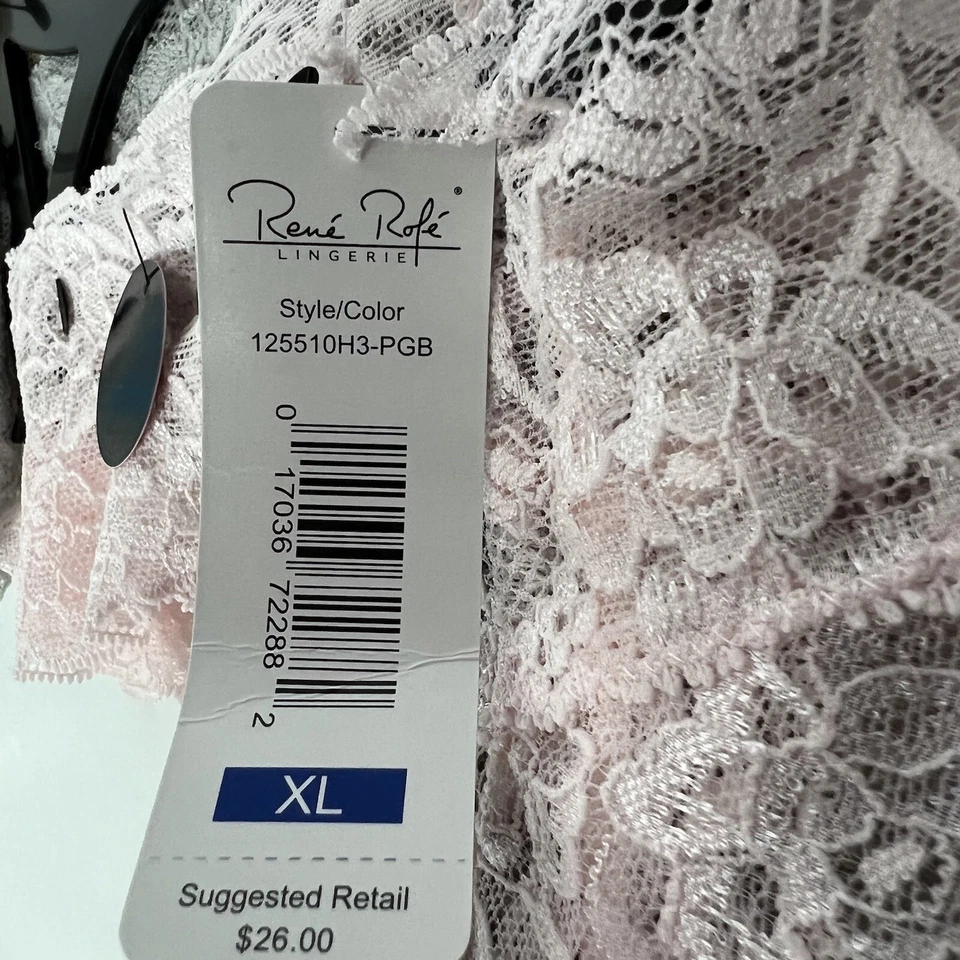 René Rofé®
LINGERIE
Style/Color
125510H3-PGB
0 17036 72288 2
XL
Suggested Retail
$26.00